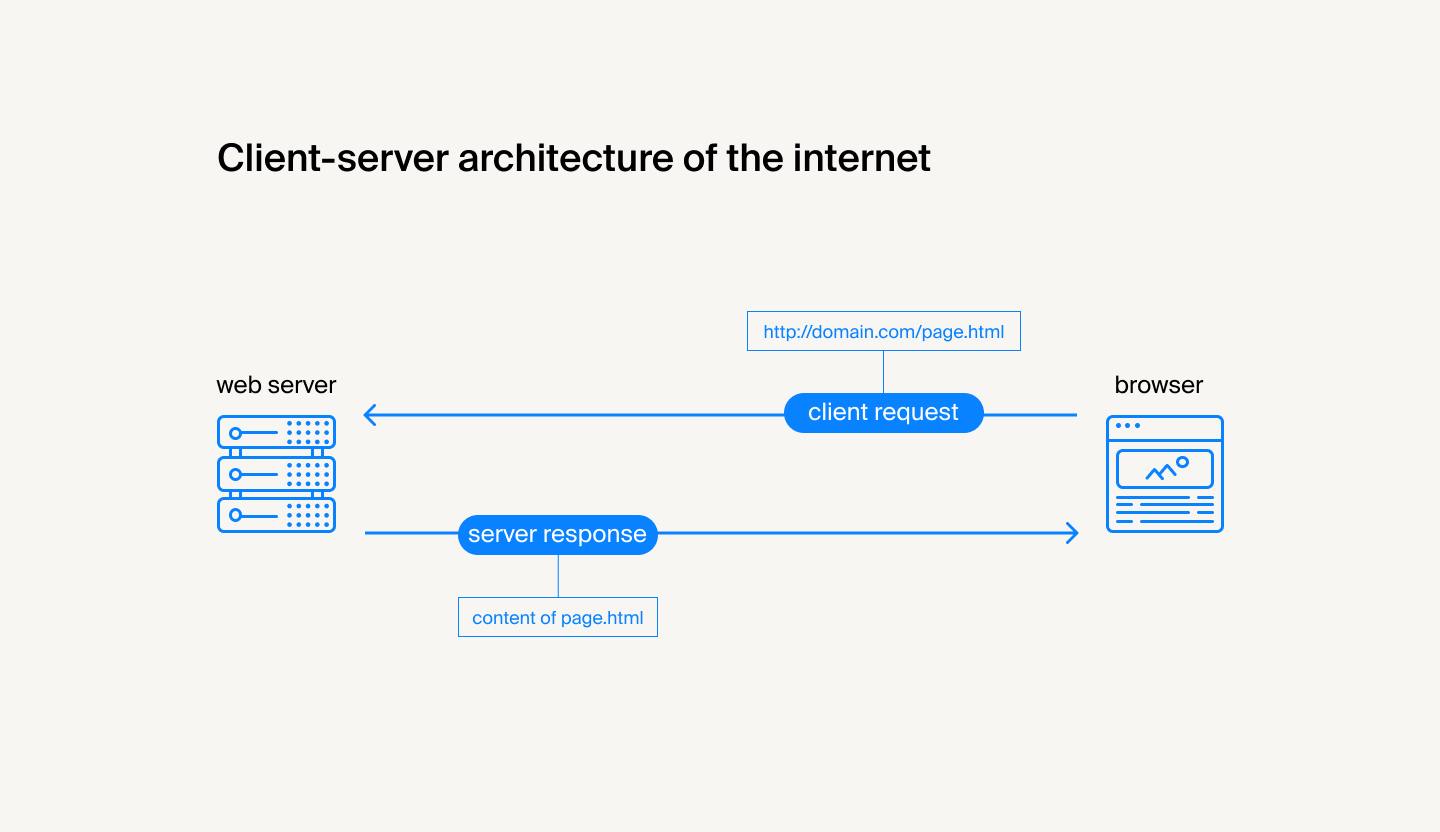 Client-server architecture of the internet
http://domain.com/page.html
web server
browser
client request
server response
content of page.html